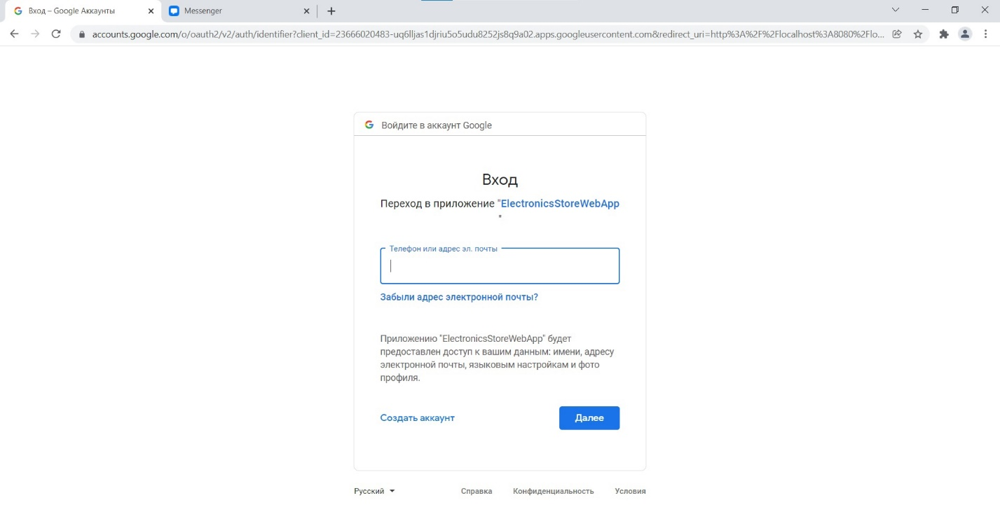 Вход – Google Аккаунты
Messenger
accounts.google.com/o/oauth2/v2/auth/identifier?client_id=23666020483-uq6lljas1djriu5o5udu8252js8q9a02.apps.googleusercontent.com&redirect_uri=http%3A%2F%2Flocalhost%3A8080%2Flo...
Войдите в аккаунт Google
Вход
Переход в приложение "ElectronicsStoreWebApp
"
Телефон или адрес эл. почты
Забыли адрес электронной почты?
Приложению "ElectronicsStoreWebApp" будет
предоставлен доступ к вашим данным: имени, адресу
электронной почты, языковым настройкам и фото
профиля.
Создать аккаунт
Далее
Русский
Справка
Конфиденциальность
Условия